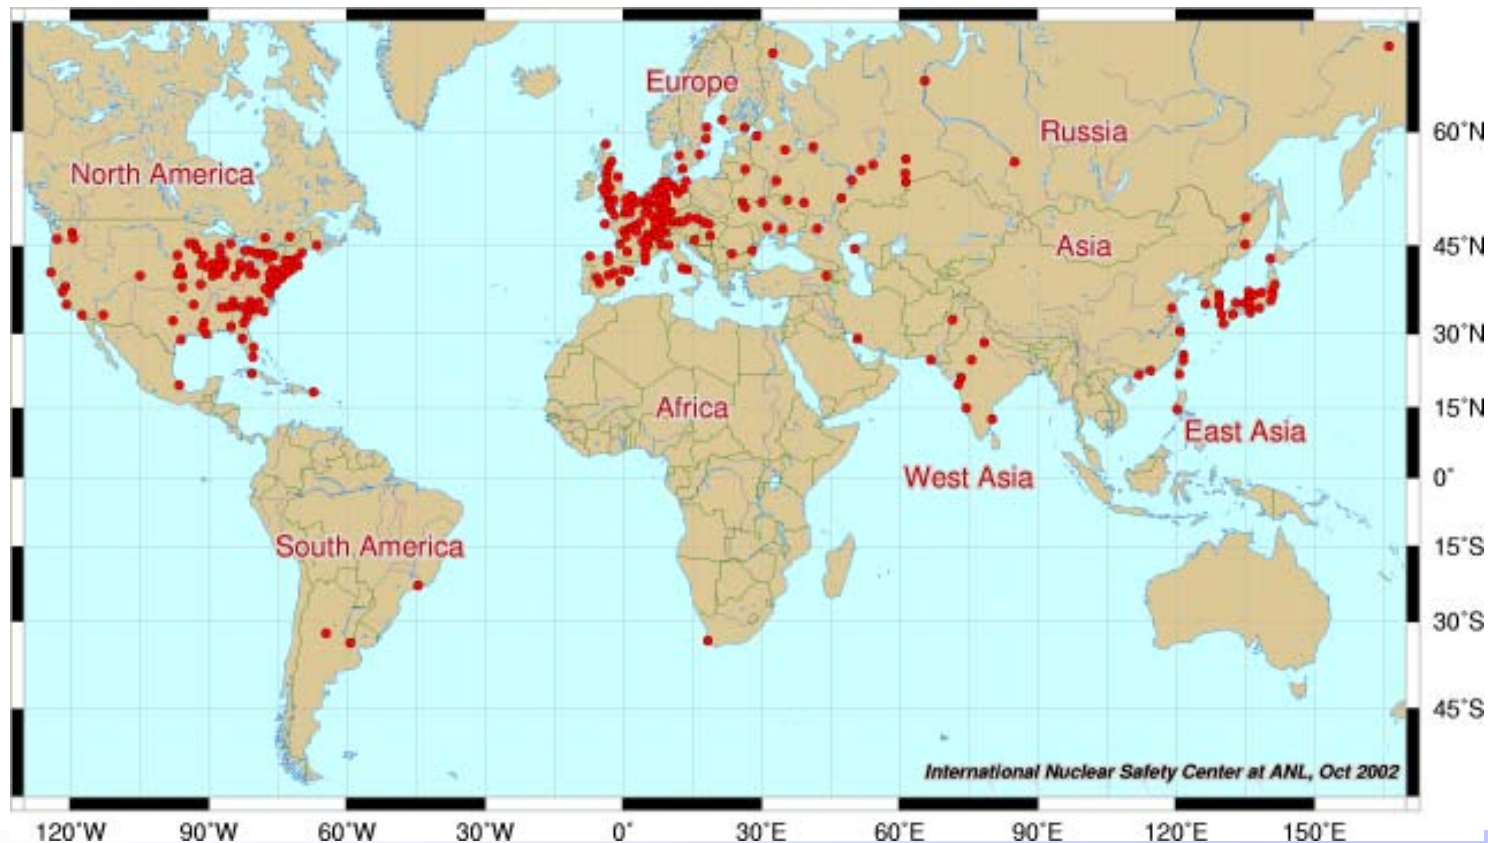 Europe
60°N
Russia
North America
45°N
Asia
30°N
15°N
Africa
East Asia
0°
West Asia
15°S
South America
30°S
45°S
International Nuclear Safety Center at ANL, Oct 2002
120°W 90°W 60°W 30°W 0° 30°E 60°E 90°E 120°E 150°E